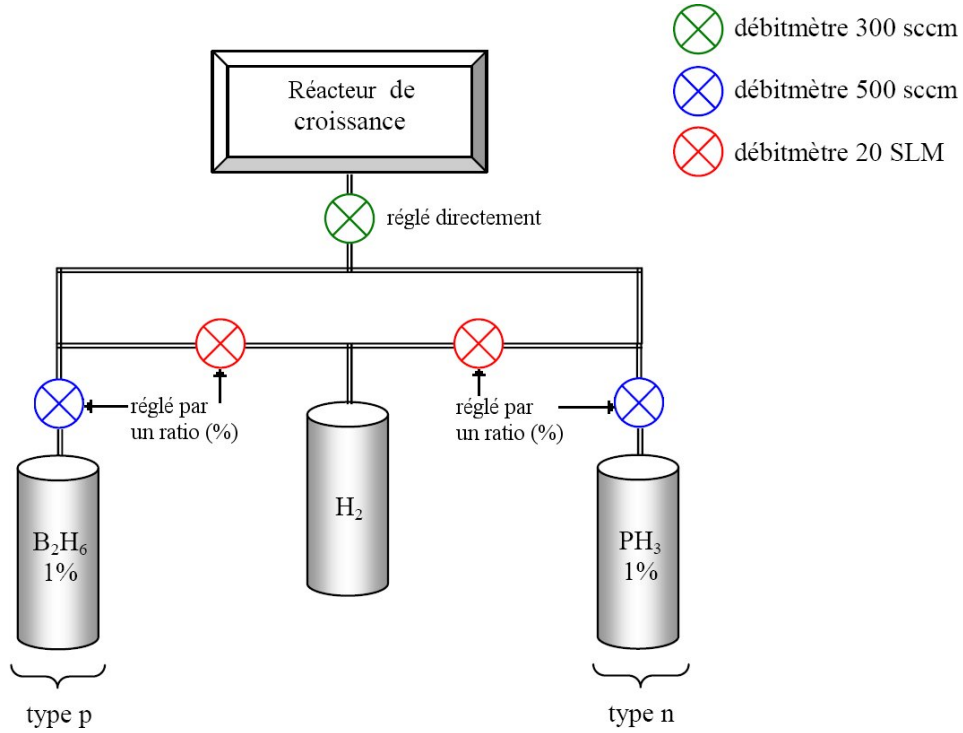 débitmètre 300 sccm
débitmètre 500 sccm
débitmètre 20 SLM
Réacteur de
croissance
réglé directement
réglé par
un ratio (%)
réglé par
un ratio (%)
B₂H₆
1%
H₂
PH₃
1%
type p
type n